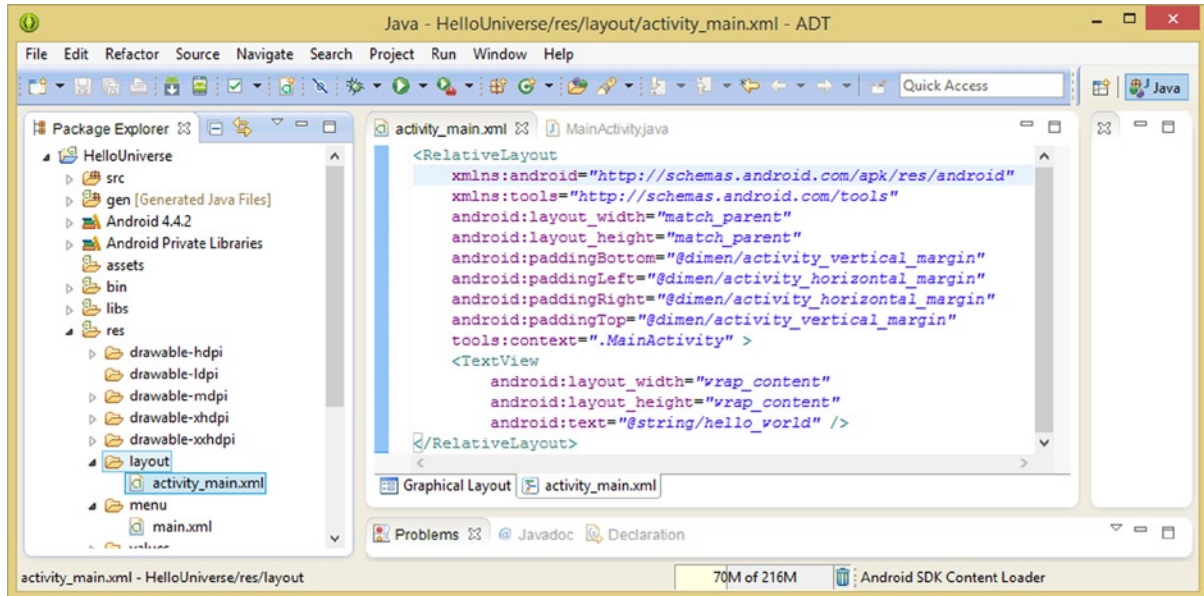 Java - HelloUniverse/res/layout/activity_main.xml - ADT
File Edit Refactor Source Navigate Search Project Run Window Help
Quick Access
Java
Package Explorer
HelloUniverse
src
gen [Generated Java Files]
Android 4.4.2
Android Private Libraries
assets
bin
libs
res
drawable-hdpi
drawable-ldpi
drawable-mdpi
drawable-xhdpi
drawable-xxhdpi
layout
activity_main.xml
menu
main.xml
values
activity_main.xml MainActivity.java
<RelativeLayout
xmlns:android="http://schemas.android.com/apk/res/android"
xmlns:tools="http://schemas.android.com/tools"
android:layout_width="match_parent"
android:layout_height="match_parent"
android:paddingBottom="@dimen/activity_vertical_margin"
android:paddingLeft="@dimen/activity_horizontal_margin"
android:paddingRight="@dimen/activity_horizontal_margin"
android:paddingTop="@dimen/activity_vertical_margin"
tools:context=".MainActivity" >
<TextView
android:layout_width="wrap_content"
android:layout_height="wrap_content"
android:text="@string/hello_world" />
</RelativeLayout>
Graphical Layout activity_main.xml
Problems @ Javadoc Declaration
activity_main.xml - HelloUniverse/res/layout 70M of 216M Android SDK Content Loader